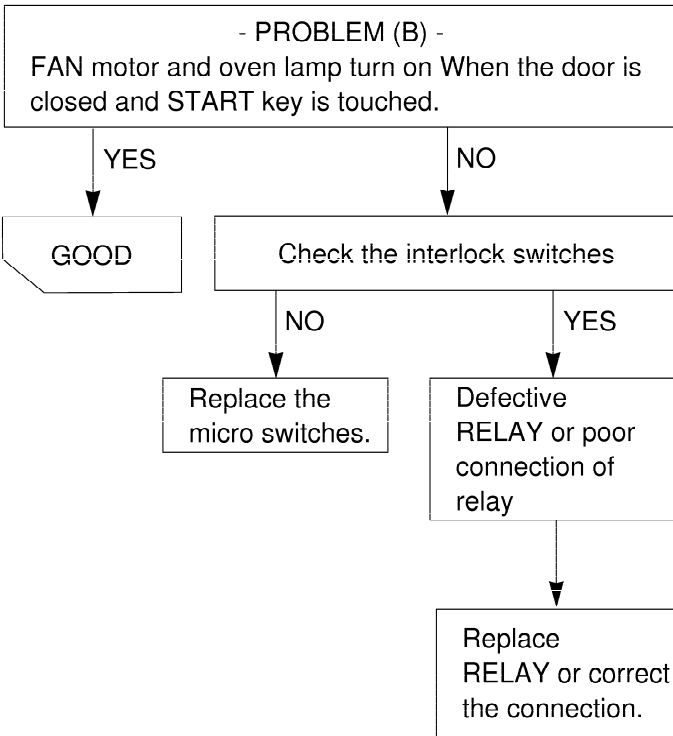 - PROBLEM (B) -
FAN motor and oven lamp turn on When the door is
closed and START key is touched.
YES
NO
GOOD
Check the interlock switches
NO
YES
Replace the
micro switches.
Defective
RELAY or poor
connection of
relay
Replace
RELAY or correct
the connection.